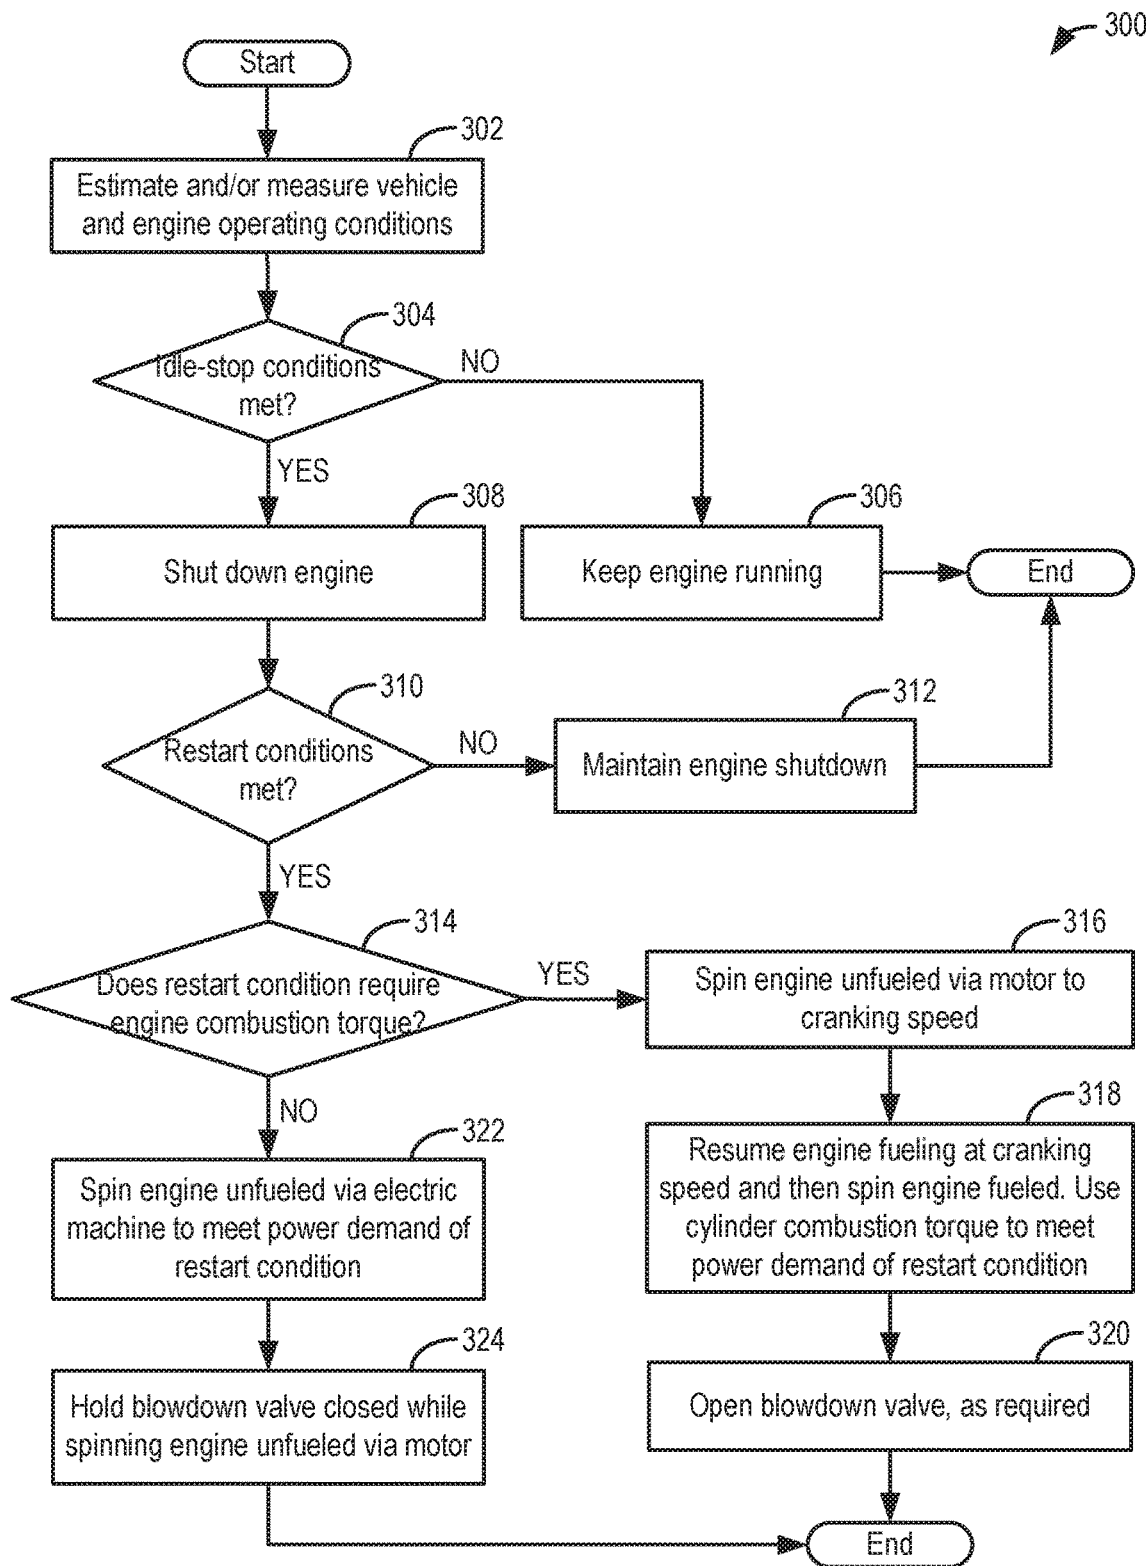 300
Start
302
Estimate and/or measure vehicle
and engine operating conditions
304
Idle-stop conditions
met?
NO
YES
308
Shut down engine
306
Keep engine running
End
310
Restart conditions
met?
NO
312
Maintain engine shutdown
YES
314
Does restart condition require
engine combustion torque?
YES
316
Spin engine unfueled via motor to
cranking speed
NO
318
Resume engine fueling at cranking
speed and then spin engine fueled. Use
cylinder combustion torque to meet
power demand of restart condition
322
Spin engine unfueled via electric
machine to meet power demand of
restart condition
324
Hold blowdown valve closed while
spinning engine unfueled via motor
320
Open blowdown valve, as required
End